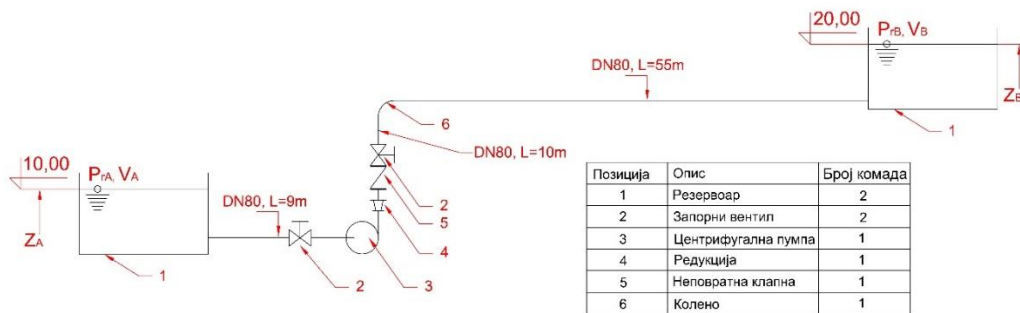 20,00
PrB, VB
ZB
DN80, L=55m
6
1
DN80, L=10m
10,00
PrA, VA
ZA
DN80, L=9m
2
5
4
1
2
3
Позиција Опис Број комада
1 Резервоар 2
2 Запорни вентил 2
3 Центрифугална пумпа 1
4 Редукција 1
5 Неповратна клапна 1
6 Колено 1